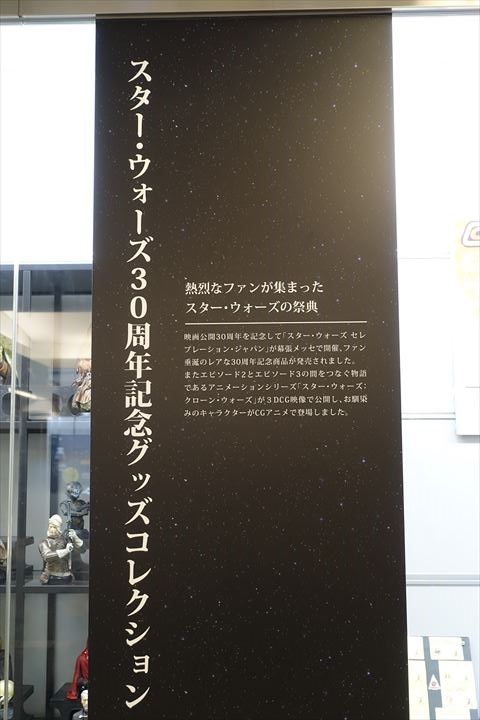 スター・ウォーズ30周年記念グッズコレクション
熱烈なファンが集まった
スター・ウォーズの祭典
映画公開30周年を記念して「スター・ウォーズ セレ
ブレーション・ジャパン」が幕張メッセで開催。ファン
垂涎のレアな30周年記念商品が発売されました。
またエピソード2とエピソード3の間をつなぐ物語
であるアニメーションシリーズ「スター・ウォーズ：
クローン・ウォーズ」が3DCG映像で公開し、お馴染
みのキャラクターがCGアニメで登場しました。